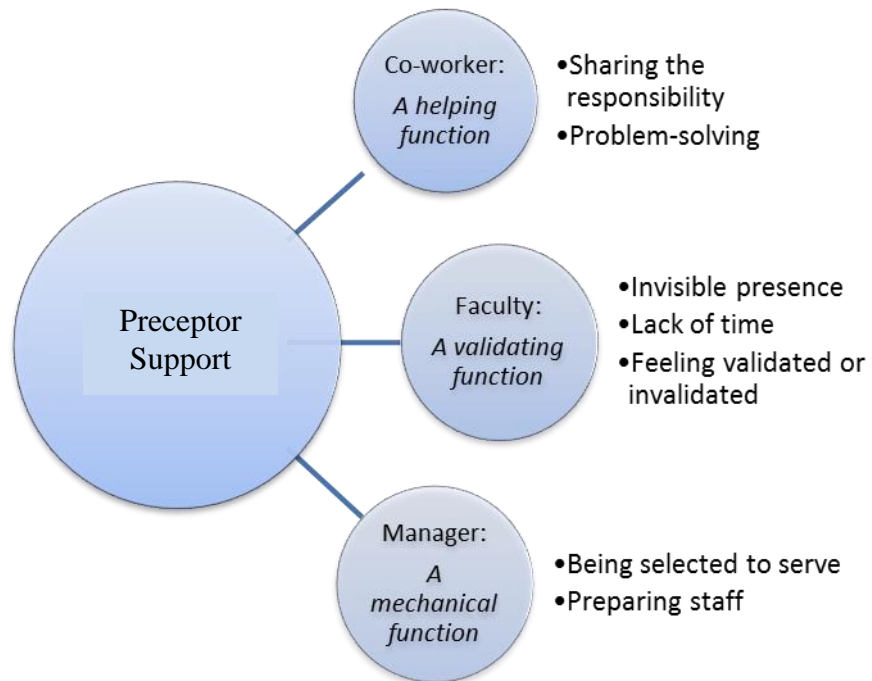 Co-worker:
A helping
function
•Sharing the
responsibility
•Problem-solving
Preceptor
Support
Faculty:
A validating
function
•Invisible presence
•Lack of time
•Feeling validated or
invalidated
Manager:
A
mechanical
function
•Being selected to serve
•Preparing staff